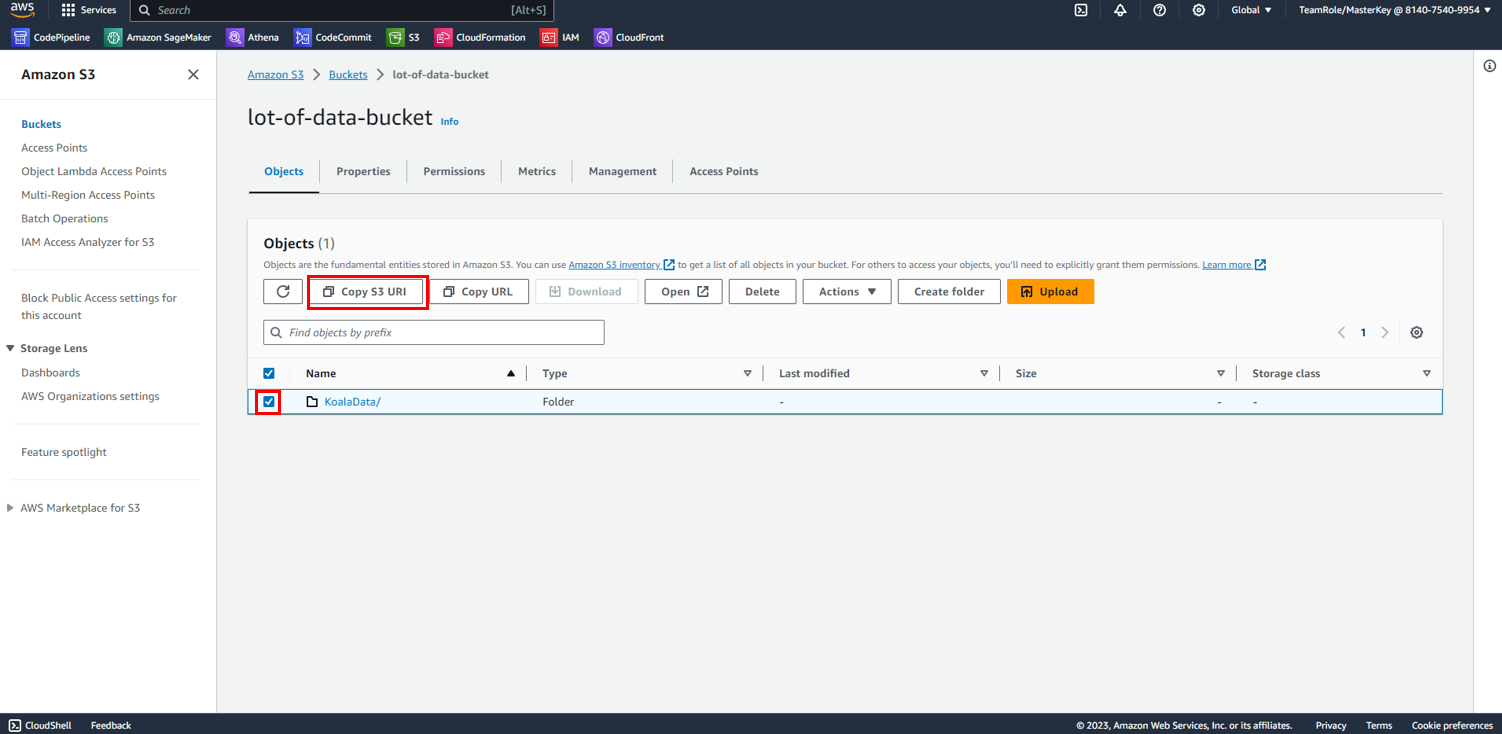 aws Services Search [Alt+S] Global TeamRole/MasterKey @ 8140-7540-9954
CodePipeline Amazon SageMaker Athena CodeCommit S3 CloudFormation IAM CloudFront
Amazon S3
Buckets
Access Points
Object Lambda Access Points
Multi-Region Access Points
Batch Operations
IAM Access Analyzer for S3
Block Public Access settings for
this account
Storage Lens
Dashboards
AWS Organizations settings
Feature spotlight
AWS Marketplace for S3
Amazon S3 > Buckets > lot-of-data-bucket
lot-of-data-bucket Info
Objects Properties Permissions Metrics Management Access Points
Objects (1)
Objects are the fundamental entities stored in Amazon S3. You can use Amazon S3 inventory to get a list of all objects in your bucket. For others to access your objects, you'll need to explicitly grant them permissions. Learn more
Copy S3 URI Copy URL Download Open Delete Actions Create folder Upload
Find objects by prefix 1
Name Type Last modified Size Storage class
KoalaData/ Folder - - -
CloudShell Feedback © 2023, Amazon Web Services, Inc. or its affiliates. Privacy Terms Cookie preferences